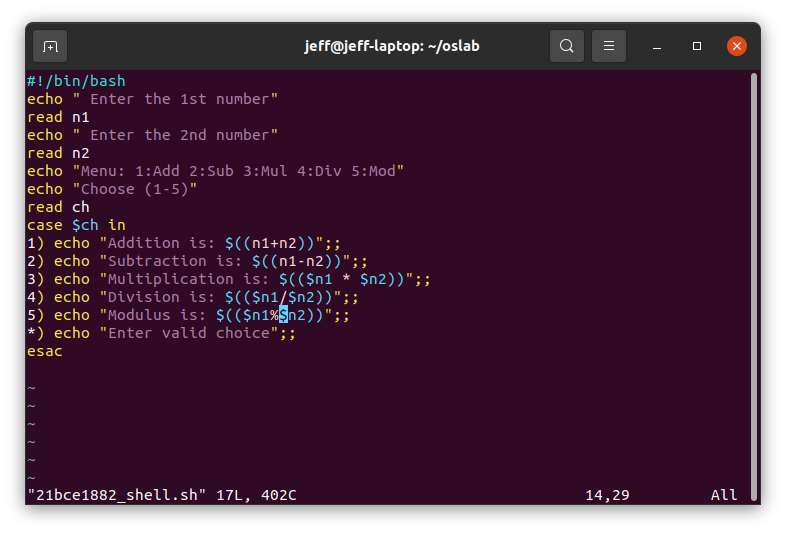 jeff@jeff-laptop: ~/oslab
#!/bin/bash
echo " Enter the 1st number"
read n1
echo " Enter the 2nd number"
read n2
echo "Menu: 1:Add 2:Sub 3:Mul 4:Div 5:Mod"
echo "Choose (1-5)"
read ch
case $ch in
1) echo "Addition is: $((n1+n2))";;
2) echo "Subtraction is: $((n1-n2))";;
3) echo "Multiplication is: $(($n1 * $n2))";;
4) echo "Division is: $(($n1/$n2))";;
5) echo "Modulus is: $(($n1%$n2))";;
*) echo "Enter valid choice";;
esac
~
~
~
~
~
~
"21bce1882_shell.sh" 17L, 402C 14,29 All